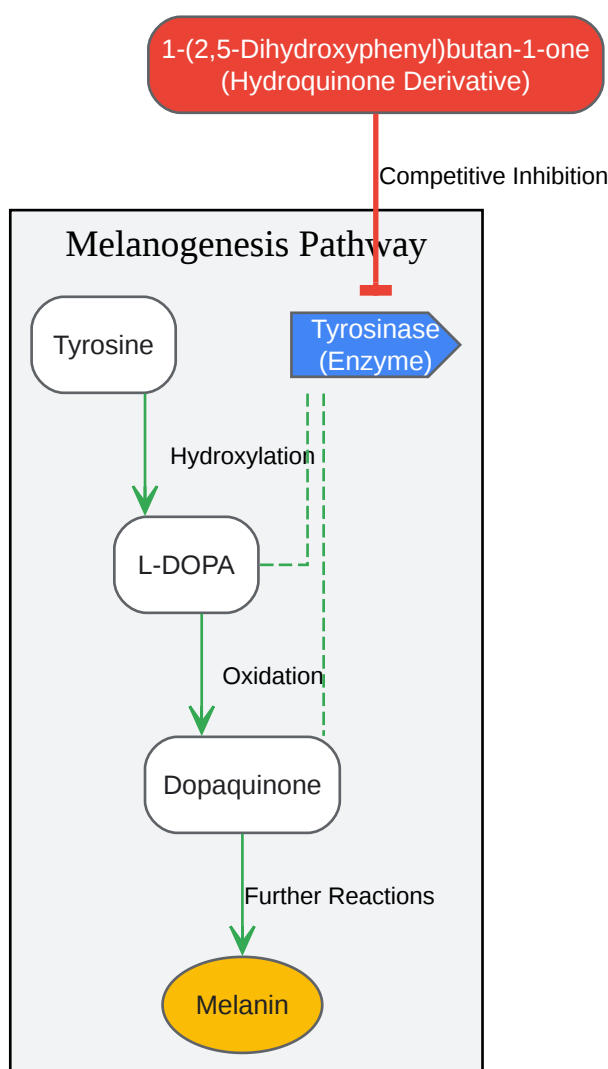 1-(2,5-Dihydroxyphenyl)butan-1-one
(Hydroquinone Derivative)
Competitive Inhibition
Melanogenesis Pathway
Tyrosine
Tyrosinase
(Enzyme)
Hydroxylation
L-DOPA
Oxidation
Dopaquinone
Further Reactions
Melanin